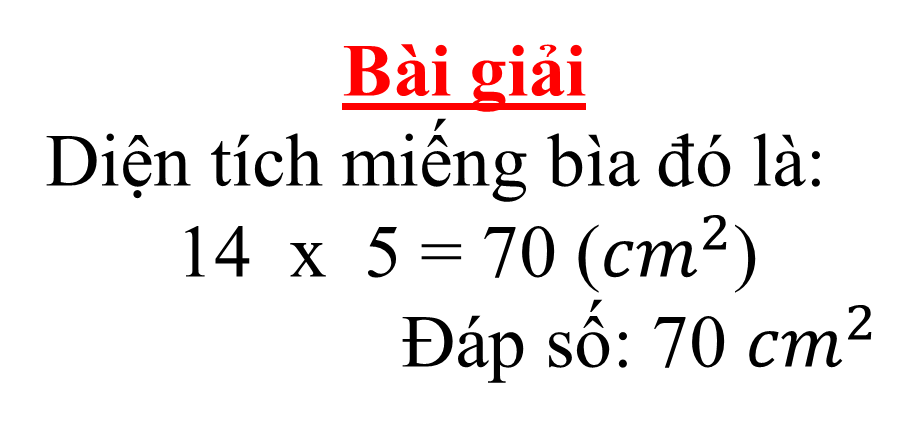 Bài giải
Diện tích miếng bìa đó là:
14 x 5 = 70 (cm²)
Đáp số: 70 cm²